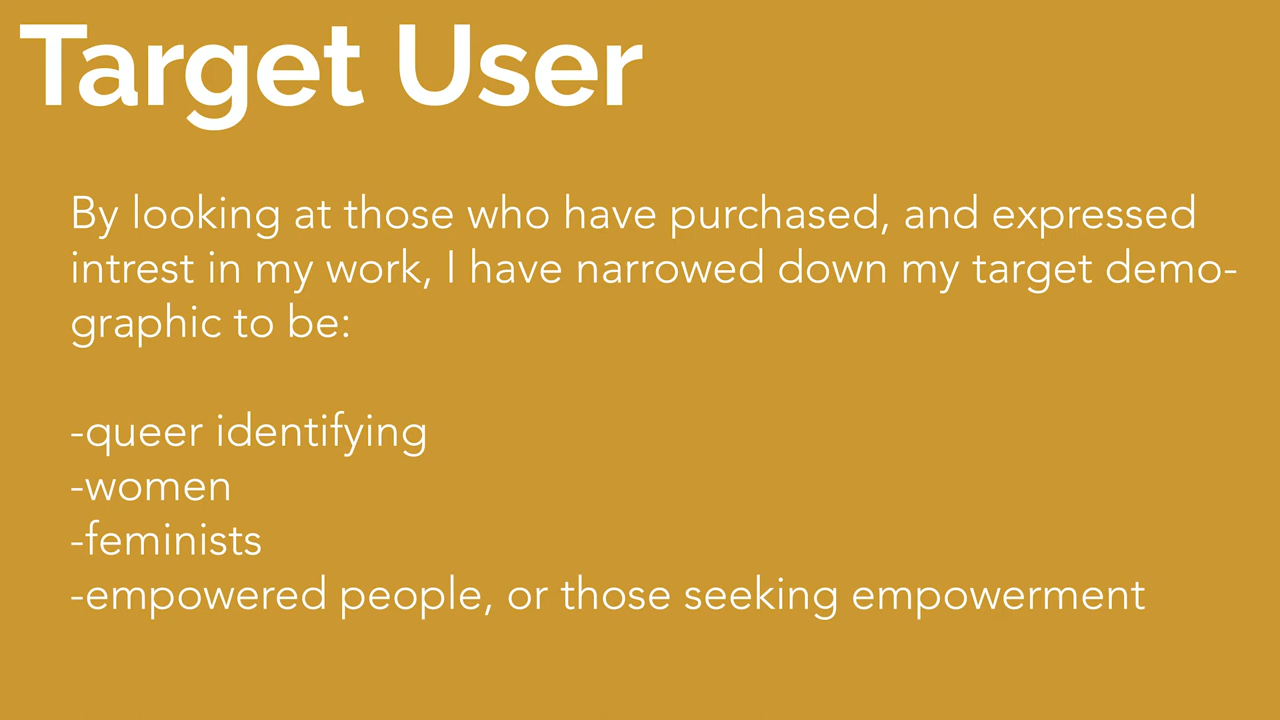 Target User
By looking at those who have purchased, and expressed
intrest in my work, I have narrowed down my target demo-
graphic to be:
-queer identifying
-women
-feminists
-empowered people, or those seeking empowerment